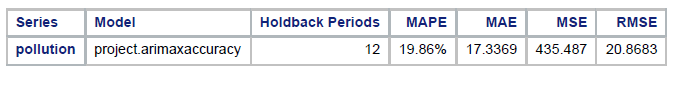 Series Model Holdback Periods MAPE MAE MSE RMSE
pollution project.arimaxaccuracy 12 19.86% 17.3369 435.487 20.8683